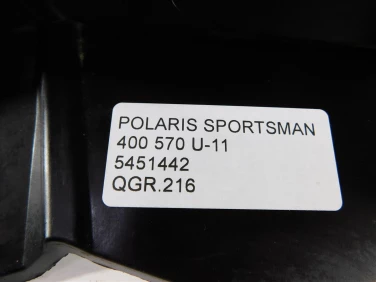 POLARIS SPORTSMAN
400 570 U-11
5451442
QGR.216